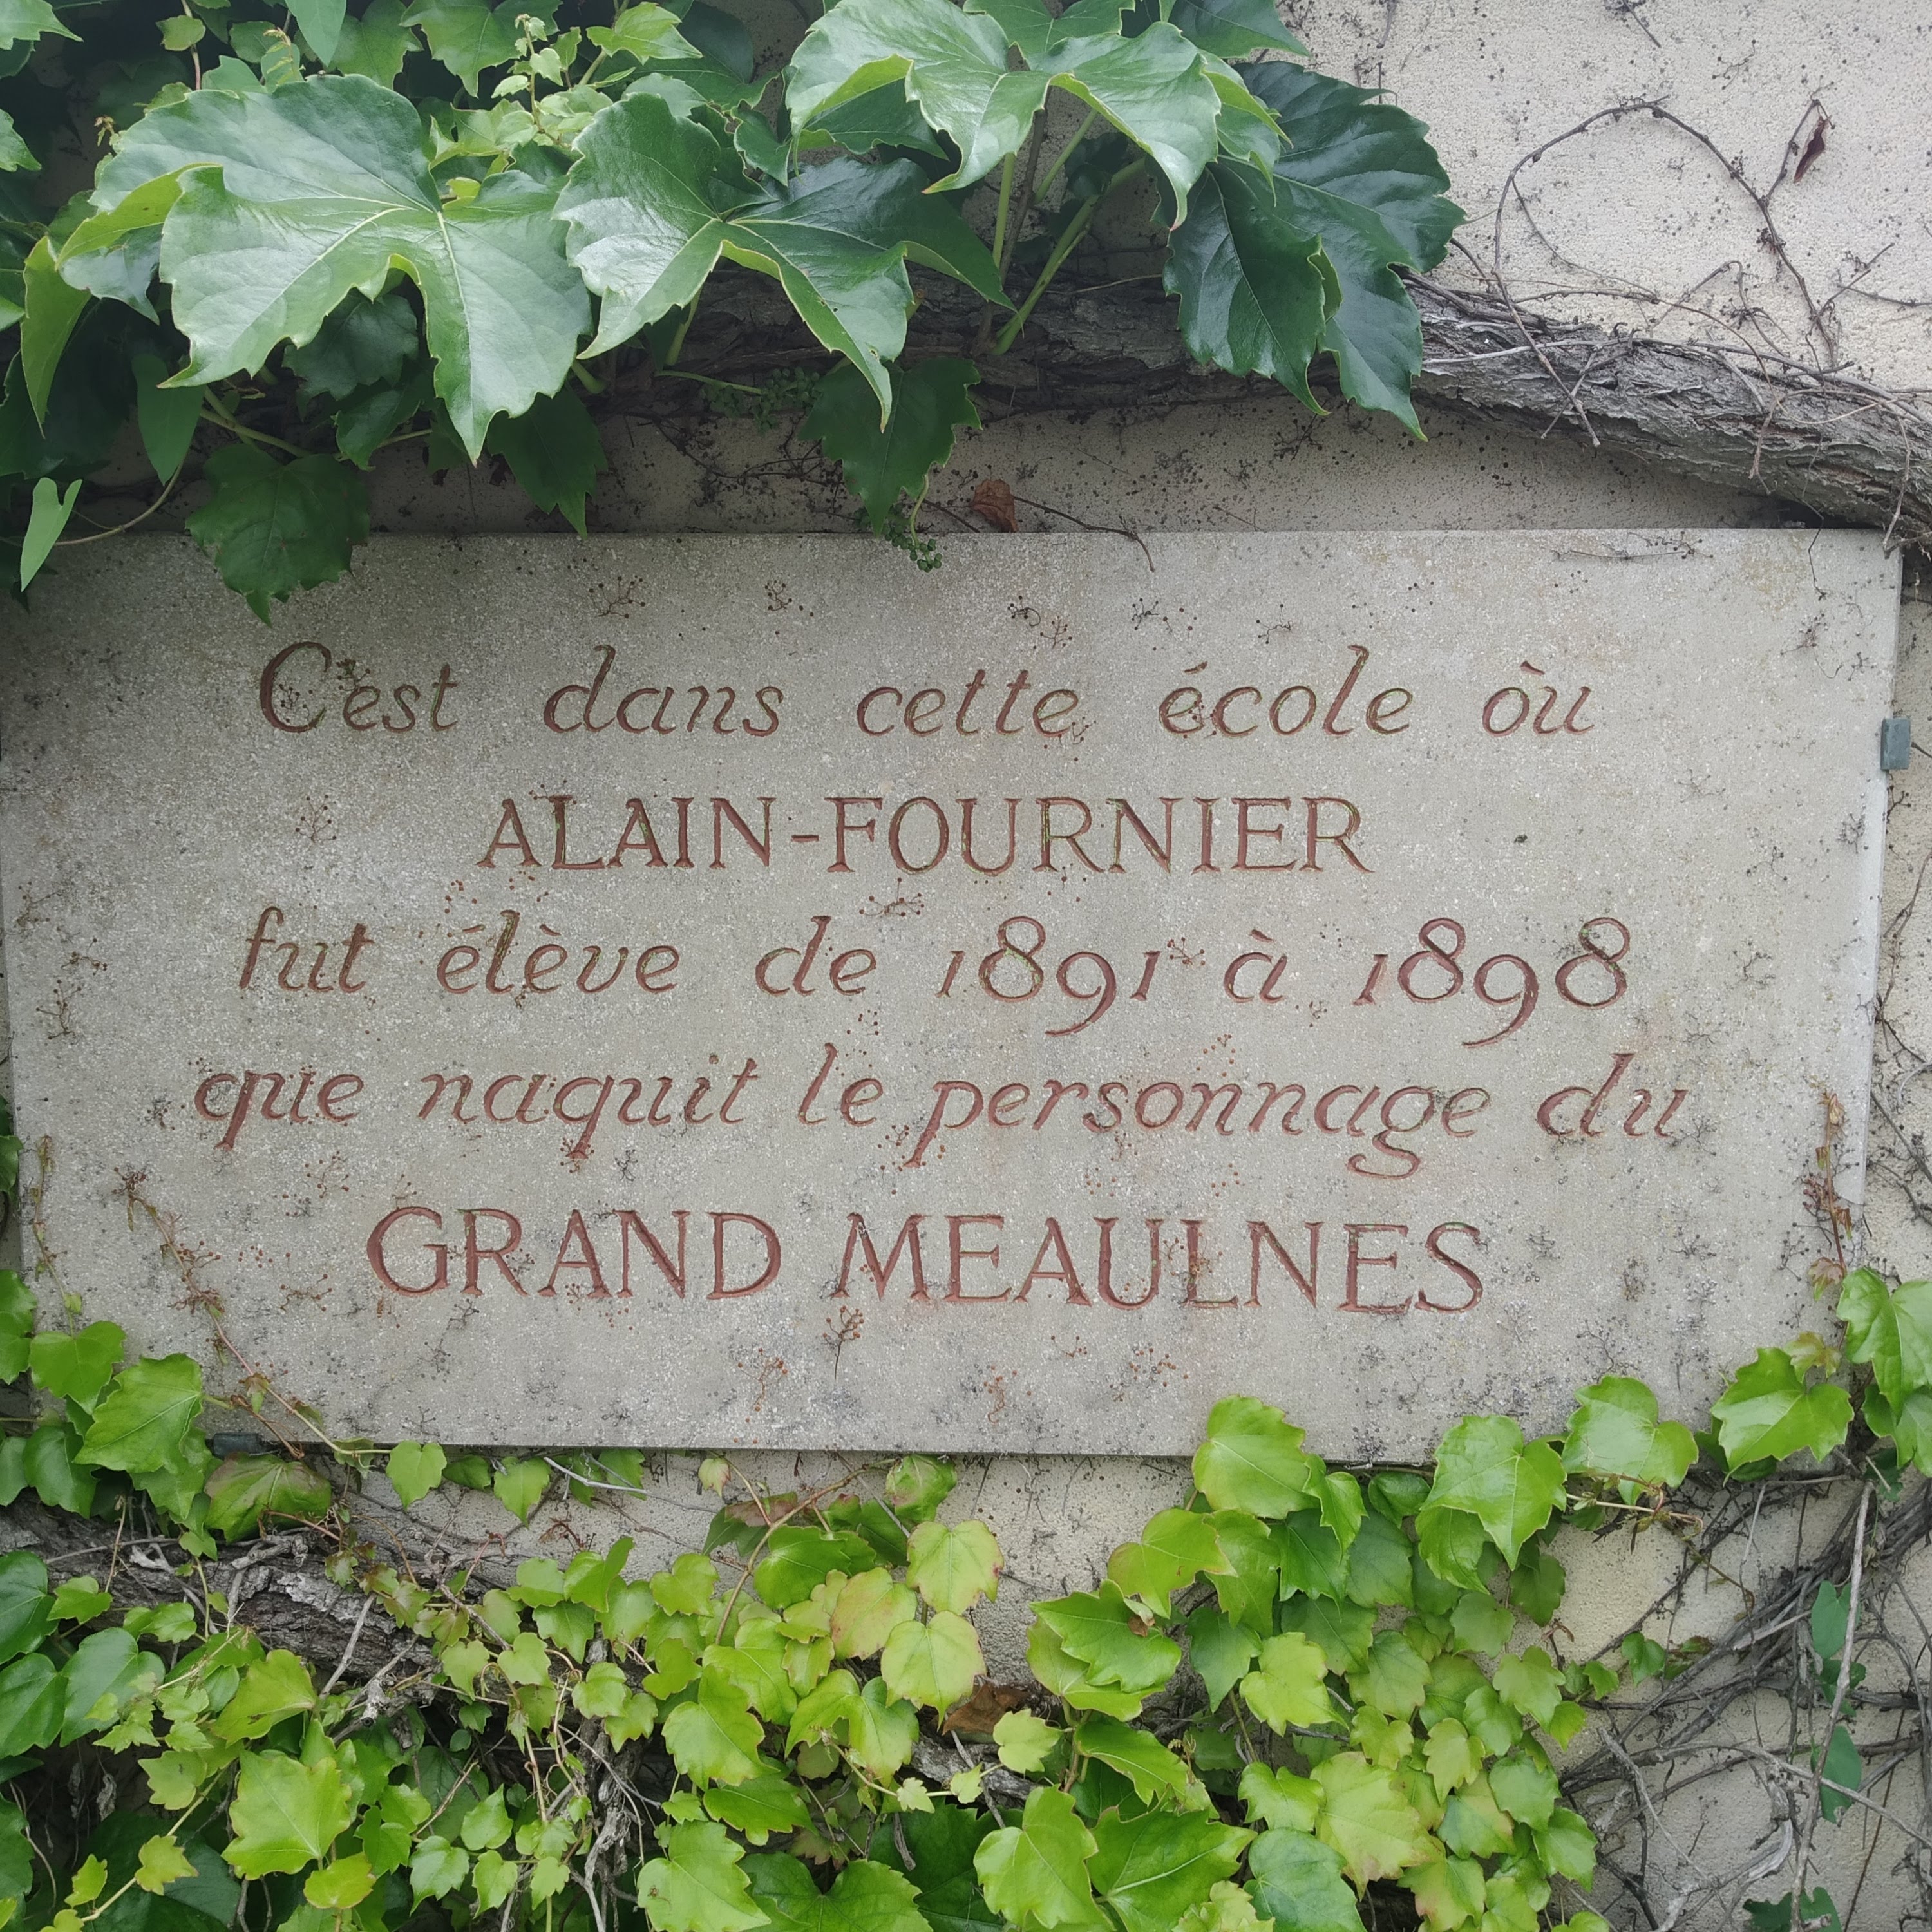 C'est dans cette école où
ALAIN-FOURNIER
fut élève de 1891 à 1898
que naquit le personnage du
GRAND MEAULNES